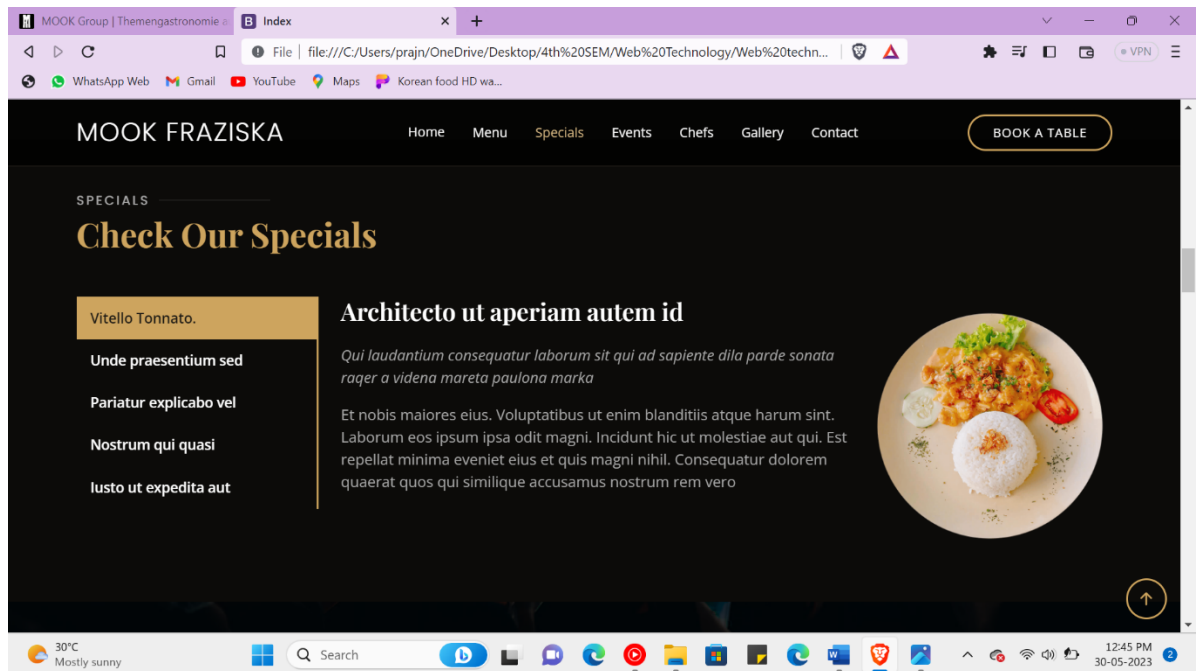 MOOK Group | Themengastronomie a
Index
File
file:///C:/Users/prajn/OneDrive/Desktop/4th%20SEM/Web%20Technology/Web%20techn...
VPN
WhatsApp Web
Gmail
YouTube
Maps
Korean food HD wa...
MOOK FRAZISKA
Home
Menu
Specials
Events
Chefs
Gallery
Contact
BOOK A TABLE
SPECIALS
Check Our Specials
Vitello Tonnato.
Unde praesentium sed
Pariatur explicabo vel
Nostrum qui quasi
Iusto ut expedita aut
Architecto ut aperiam autem id
Qui laudantium consequatur laborum sit qui ad sapiente dila parde sonata
raqer a videna mareta paulona marka
Et nobis maiores eius. Voluptatibus ut enim blanditiis atque harum sint.
Laborum eos ipsum ipsa odit magni. Incidunt hic ut molestiae aut qui. Est
repellat minima eveniet eius et quis magni nihil. Consequatur dolorem
quaerat quos qui similique accusamus nostrum rem vero
30°C
Mostly sunny
Search
12:45 PM
30-05-2023
2